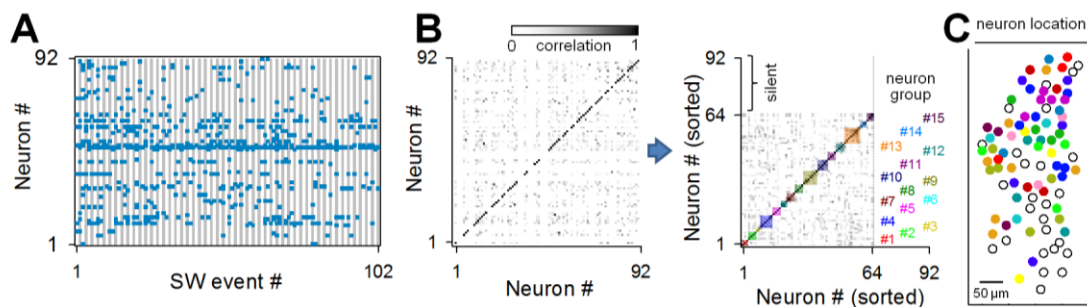 A
92
Neuron #
1
1
102
SW event #
B
0
1
correlation
92
Neuron #
1
1
92
Neuron #
92
silent
64
Neuron # (sorted)
1
1
64
92
Neuron # (sorted)
neuron
group
#15
#14
#13
#12
#11
#10
#9
#8
#7
#6
#5
#4
#3
#2
#1
C
neuron location
50 µm